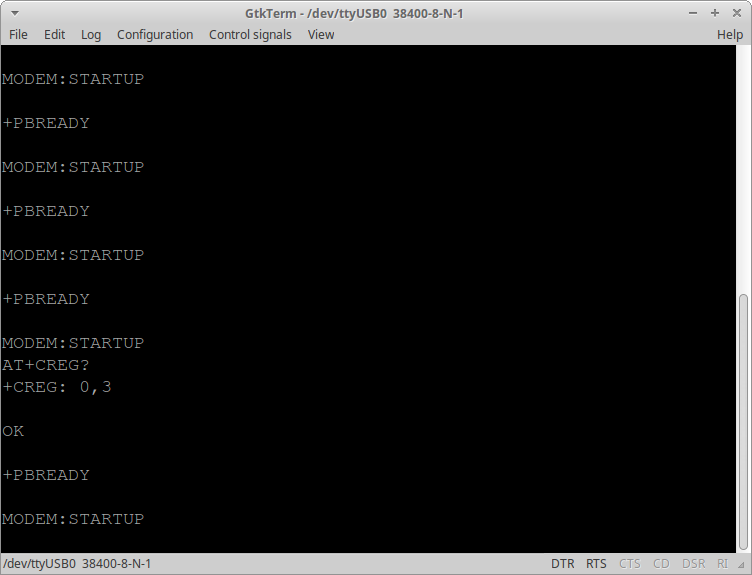 GtkTerm - /dev/ttyUSB0 38400-8-N-1
File Edit Log Configuration Control signals View Help
MODEM:STARTUP
+PBREADY
MODEM:STARTUP
+PBREADY
MODEM:STARTUP
+PBREADY
MODEM:STARTUP
AT+CREG?
+CREG: 0,3
OK
+PBREADY
MODEM:STARTUP
/dev/ttyUSB0 38400-8-N-1 DTR RTS CTS CD DSR RI